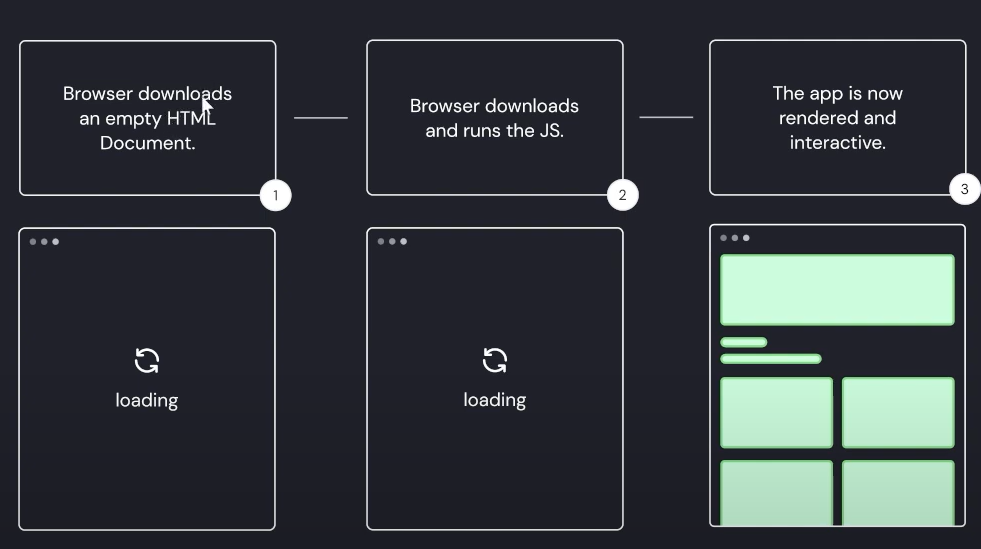 Browser downloads
an empty HTML
Document.
1
Browser downloads
and runs the JS.
2
The app is now
rendered and
interactive.
3
loading
loading